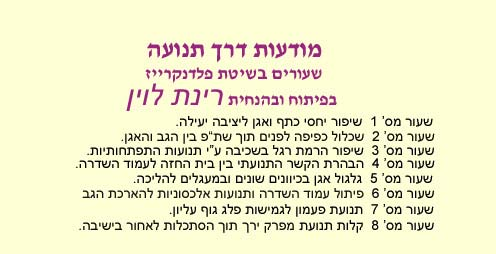 מודעות דרך תנועה
שעורים בשיטת פלדנקרייז
בפיתוח ובהנחית רינת לוין
שעור מס' 1 שיפור יחסי כתף ואגן ליציבה יעילה.
שעור מס' 2 שכלול כפיפה לפנים תוך שת"פ בין הגב והאגן.
שעור מס' 3 שיפור הרמת רגל בשכיבה ע"י תנועות התפתחותיות.
שעור מס' 4 הבהרת הקשר התנועתי בין בית החזה לעמוד השדרה.
שעור מס' 5 גלגול אגן בכיוונים שונים ובמעגלים להליכה.
שעור מס' 6 פיתול עמוד השדרה ותנועות אלכסוניות להארכת הגב
שעור מס' 7 תנועת פעמון לגמישות פלג גוף עליון.
שעור מס' 8 קלות תנועת מפרק ירך תוך הסתכלות לאחור בישיבה.